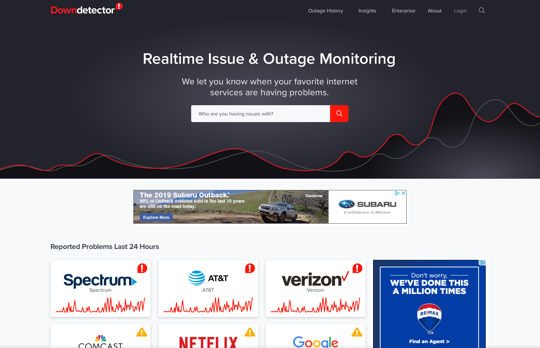 Downdetector
Outage History Insights Enterprise About Login
Realtime Issue & Outage Monitoring
We let you know when your favorite internet
services are having problems.
Who are you having issues with?
The 2019 Subaru Outback.
98% of Outback vehicles sold in the last 10 years
are still on the road today.
Disclaimer
Explore More
SUBARU
Confidence in Motion
Reported Problems Last 24 Hours
Spectrum
Spectrum
AT&T
AT&T
verizon
Verizon
Don't worry,
WE'VE DONE THIS
A MILLION TIMES
RE/MAX
Find an Agent >
COMCAST
NETFLIX
Google